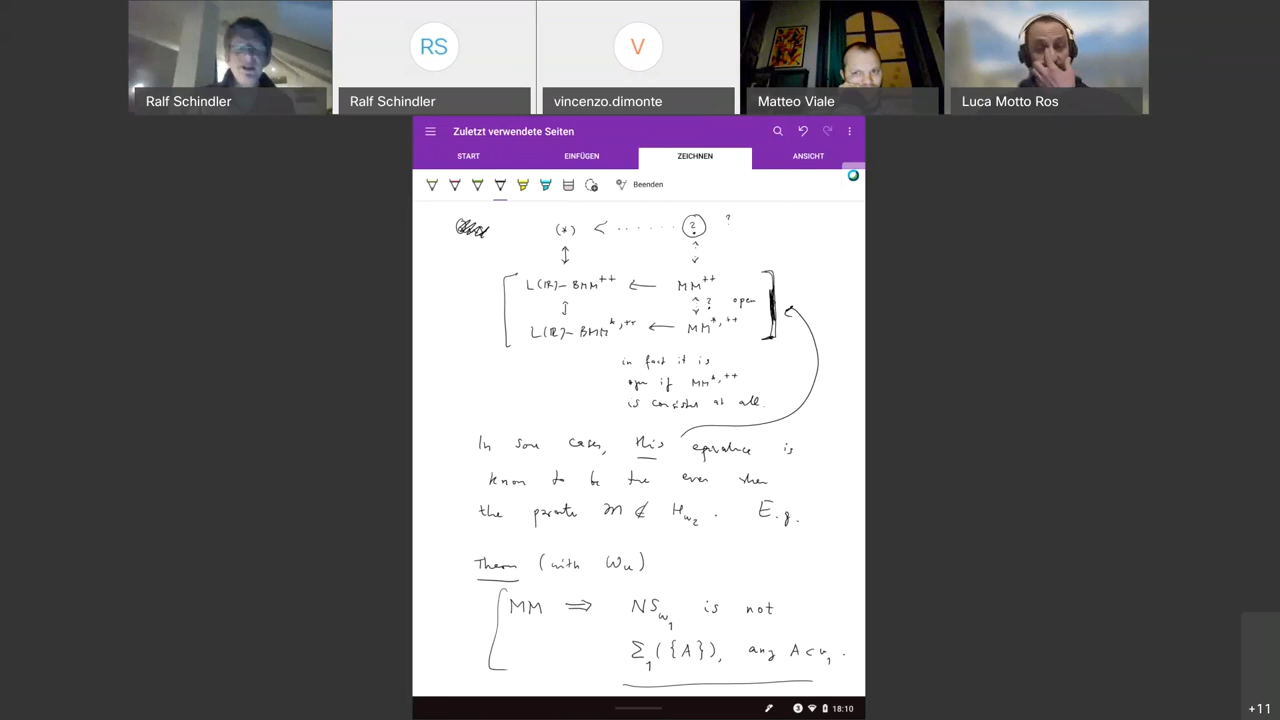 Ralf Schindler
RS
Ralf Schindler
V
vincenzo.dimonte
Matteo Viale
Luca Motto Ros
Zuletzt verwendete Seiten
START EINFÜGEN ZEICHNEN ANSICHT
Beenden
(*) < ...... ? ?
↕ ↕
L(ℝ)-BMM⁺⁺ ← MM⁺⁺
↕ ↕ ? open
L(ℝ)-BMM*,⁺⁺ ← MM*,⁺⁺
in fact it is
open if MM*,⁺⁺
is consistent at all.
In some cases, this equivalence is
known to be true even when
the parameter 𝔐 ∉ H_ω₂. E.g.
Theorem (with Wu)
MM ⇒ NS_ω₁ is not
Σ₁({A}), any A ⊂ ω₁.
3 18:10
+11